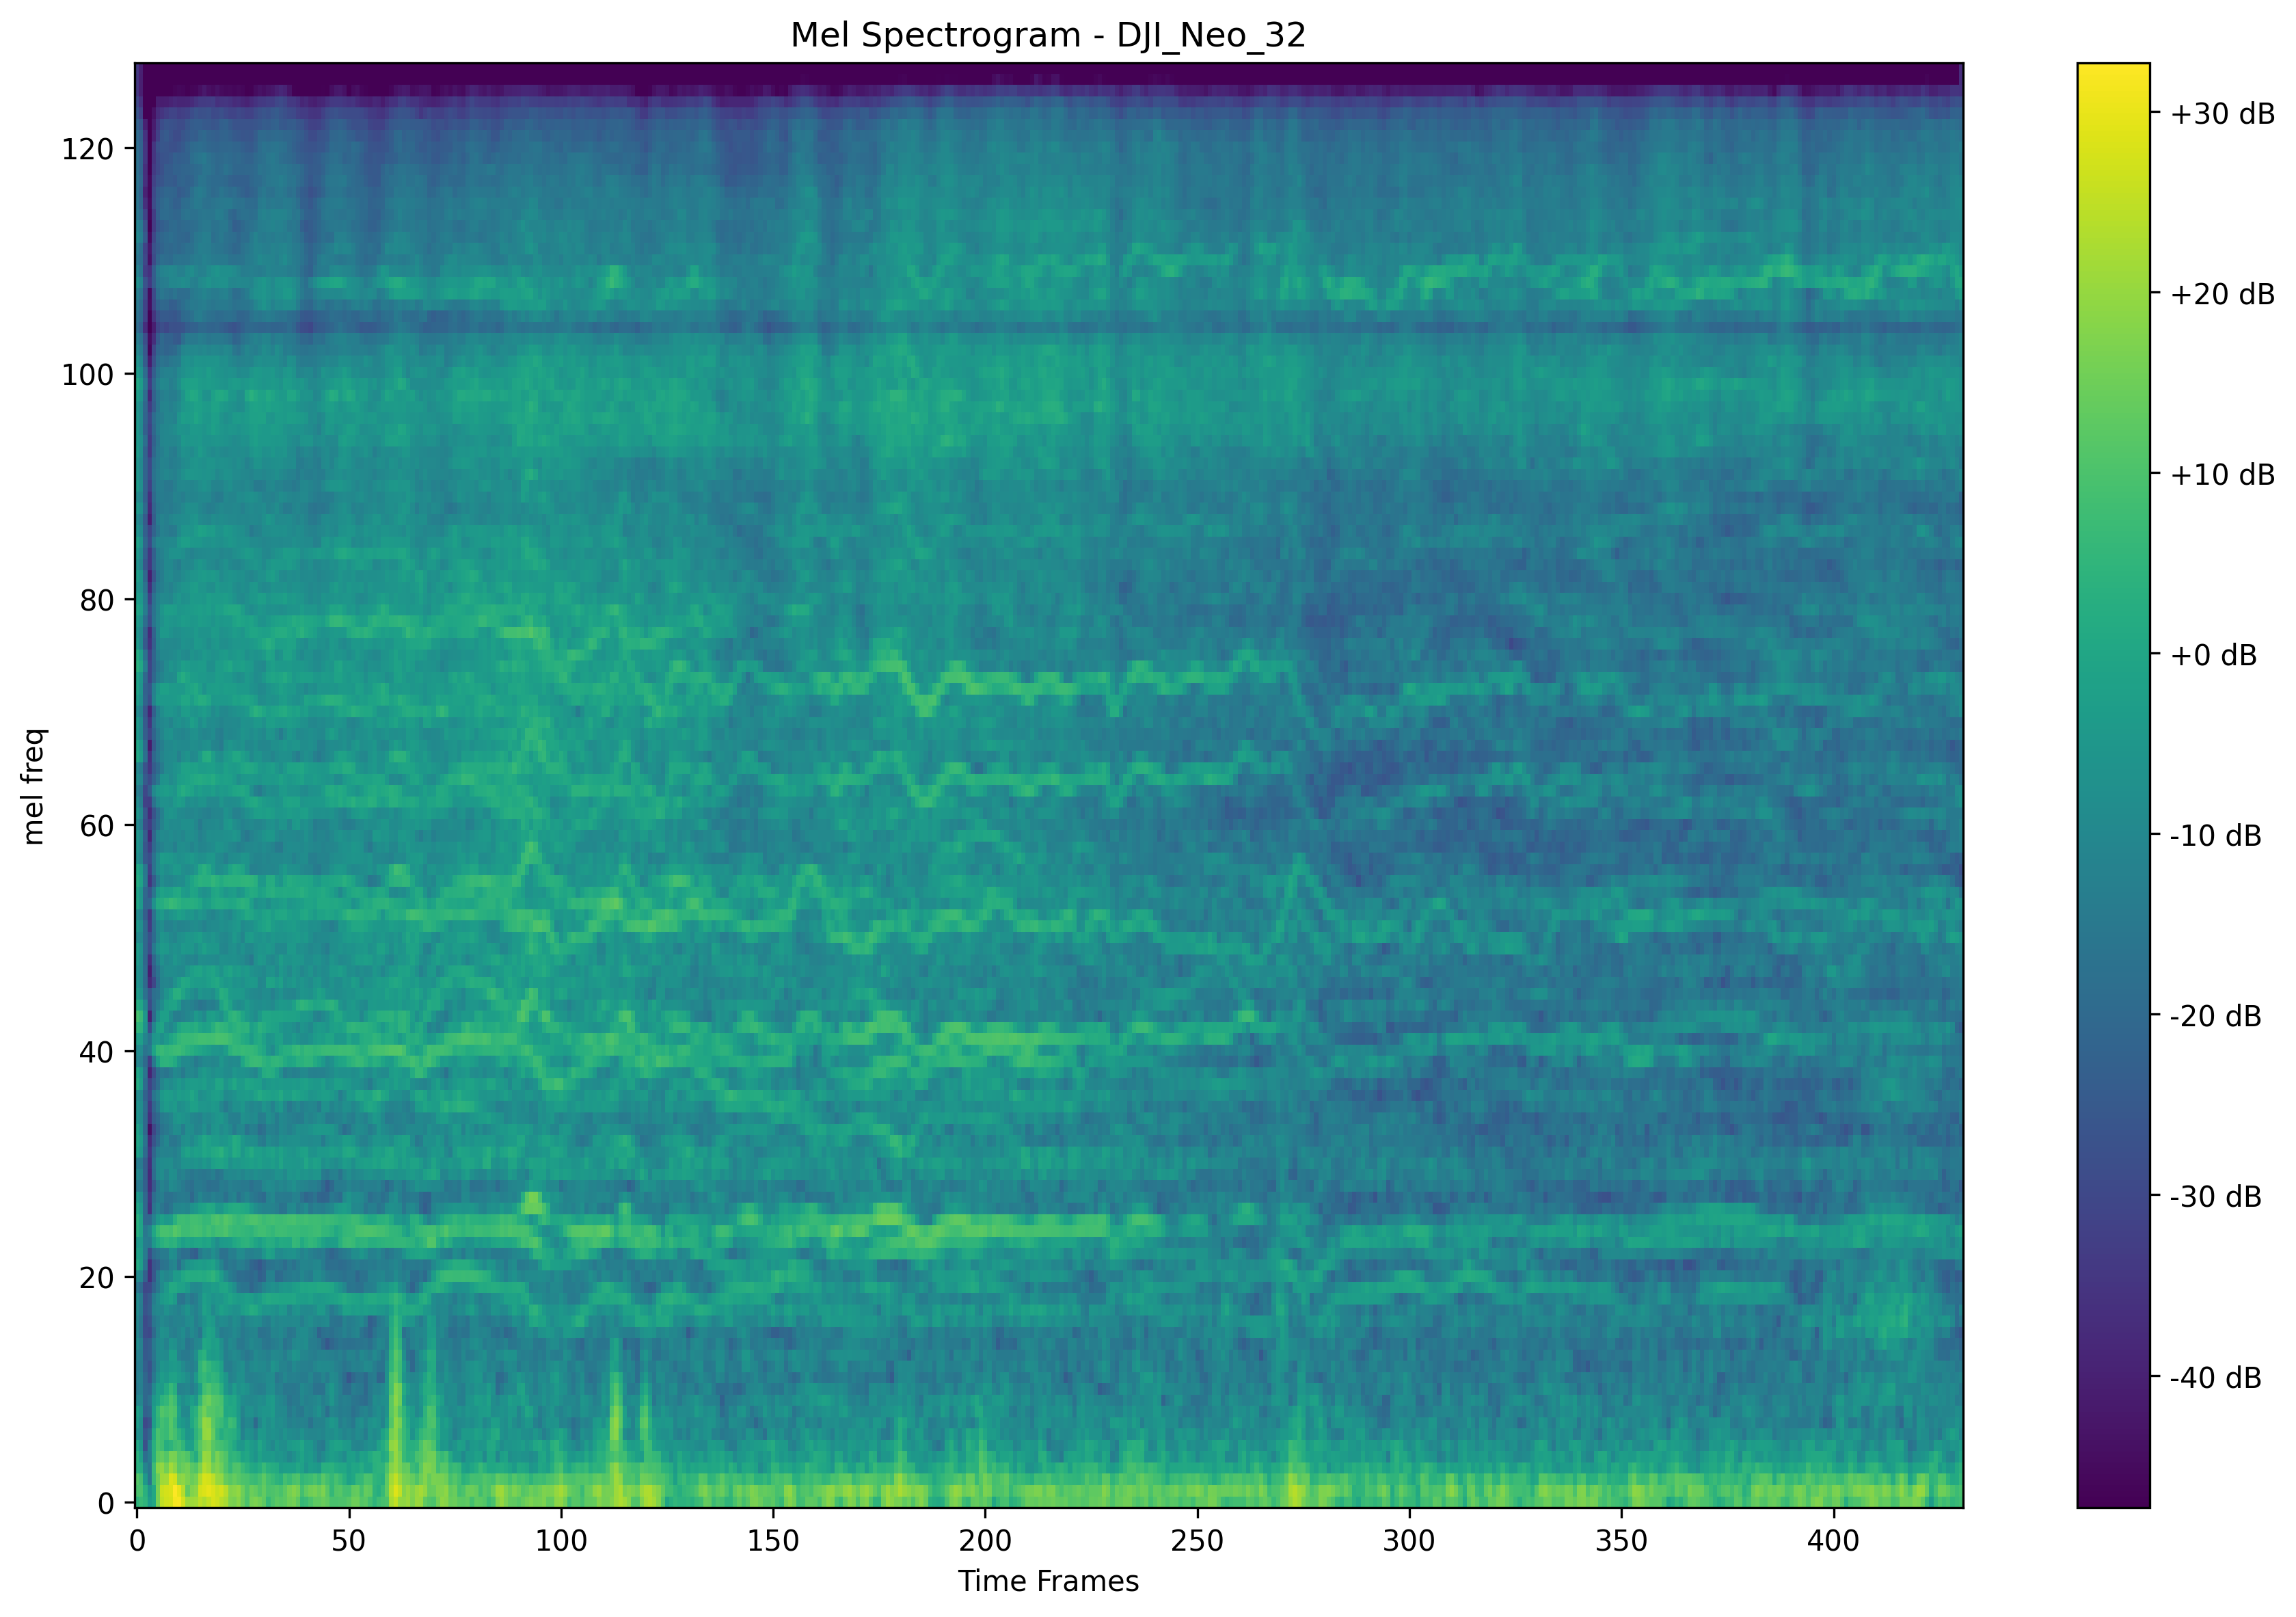 Mel Spectrogram - DJI_Neo_32
mel freq
120
100
80
60
40
20
0
0 50 100 150 200 250 300 350 400
Time Frames
+30 dB
+20 dB
+10 dB
+0 dB
-10 dB
-20 dB
-30 dB
-40 dB